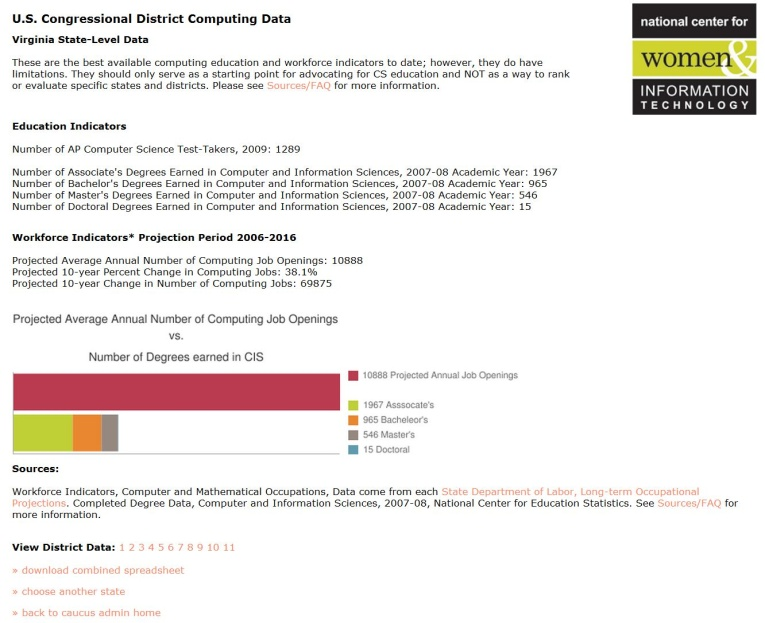 U.S. Congressional District Computing Data
national center for
women&
INFORMATION
TECHNOLOGY
Virginia State-Level Data
These are the best available computing education and workforce indicators to date; however, they do have
limitations. They should only serve as a starting point for advocating for CS education and NOT as a way to rank
or evaluate specific states and districts. Please see Sources/FAQ for more information.
Education Indicators
Number of AP Computer Science Test-Takers, 2009: 1289
Number of Associate's Degrees Earned in Computer and Information Sciences, 2007-08 Academic Year: 1967
Number of Bachelor's Degrees Earned in Computer and Information Sciences, 2007-08 Academic Year: 965
Number of Master's Degrees Earned in Computer and Information Sciences, 2007-08 Academic Year: 546
Number of Doctoral Degrees Earned in Computer and Information Sciences, 2007-08 Academic Year: 15
Workforce Indicators* Projection Period 2006-2016
Projected Average Annual Number of Computing Job Openings: 10888
Projected 10-year Percent Change in Computing Jobs: 38.1%
Projected 10-year Change in Number of Computing Jobs: 69875
Projected Average Annual Number of Computing Job Openings
vs.
Number of Degrees earned in CIS
10888 Projected Annual Job Openings
1967 Asssocate's
965 Bacheleor's
546 Master's
15 Doctoral
Sources:
Workforce Indicators, Computer and Mathematical Occupations, Data come from each State Department of Labor, Long-term Occupational
Projections. Completed Degree Data, Computer and Information Sciences, 2007-08, National Center for Education Statistics. See Sources/FAQ for
more information.
View District Data: 1 2 3 4 5 6 7 8 9 10 11
» download combined spreadsheet
» choose another state
» back to caucus admin home